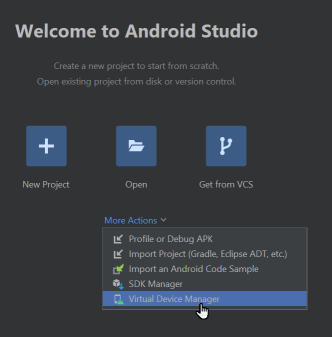 Welcome to Android Studio
Create a new project to start from scratch.
Open existing project from disk or version control.
New Project
Open
Get from VCS
More Actions
Profile or Debug APK
Import Project (Gradle, Eclipse ADT, etc.)
Import an Android Code Sample
SDK Manager
Virtual Device Manager